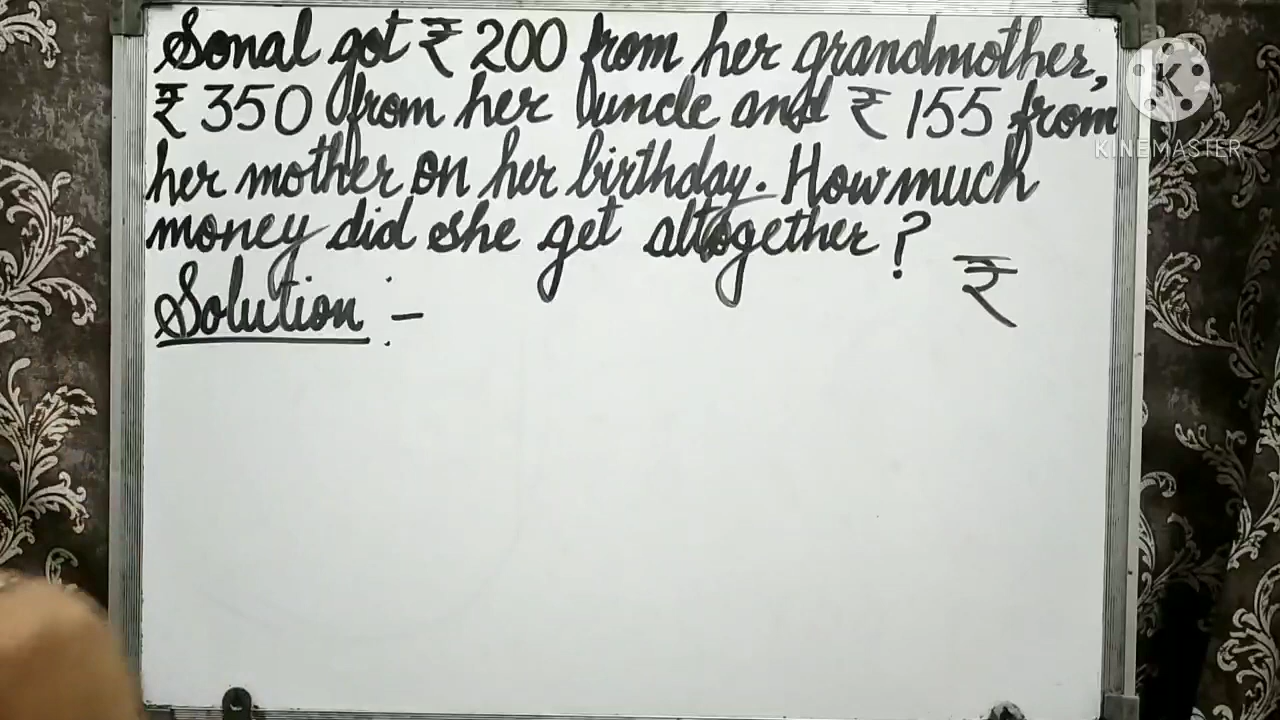 Sonal got ₹ 200 from her grandmother,
₹ 350 from her uncle and ₹ 155 from
her mother on her birthday. How much
money did she get altogether ?
₹
Solution :-
K
KINEMASTER